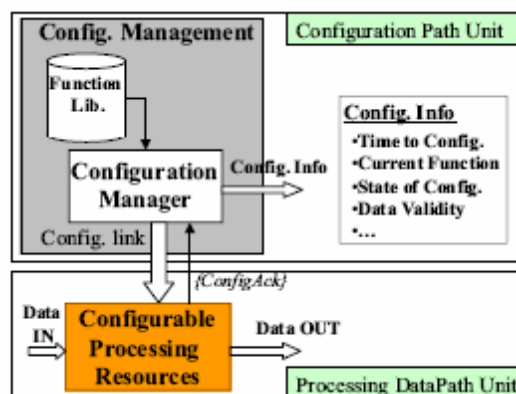 Config. Management
Configuration Path Unit
Function
Lib.
Config. Info
•Time to Config.
•Current Function
•State of Config.
•Data Validity
•...
Configuration
Manager
Config. Info
Config. link
{ConfigAck}
Data
IN
Configurable
Processing
Resources
Data OUT
Processing DataPath Unit